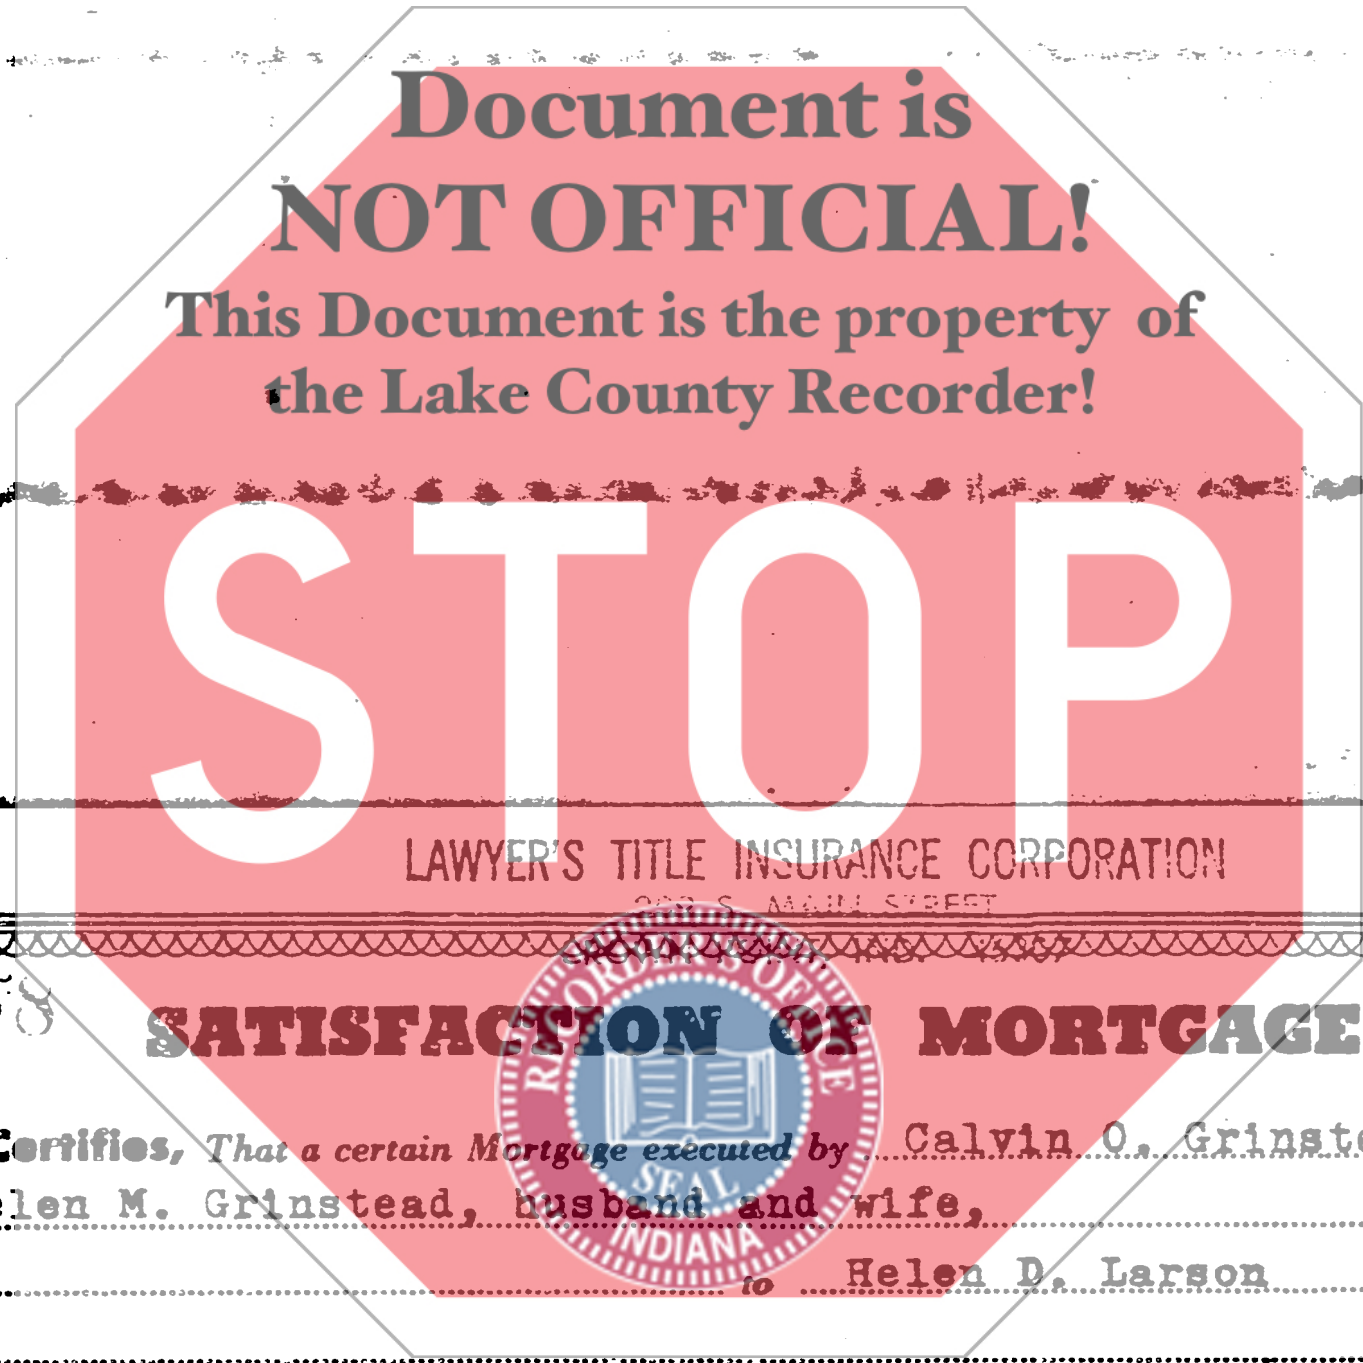 Document is
NOT OFFICIAL!
This Document is the property of
the Lake County Recorder!
STOP
LAWYER'S TITLE INSURANCE CORPORATION
S. MAIN STREET
SATISFACTION OF MORTGAGE
RECORDER'S OFFICE
SEAL
INDIANA
Certifies, That a certain Mortgage executed by Calvin O. Grinste
len M. Grinstead, husband and wife,
to Helen D. Larson